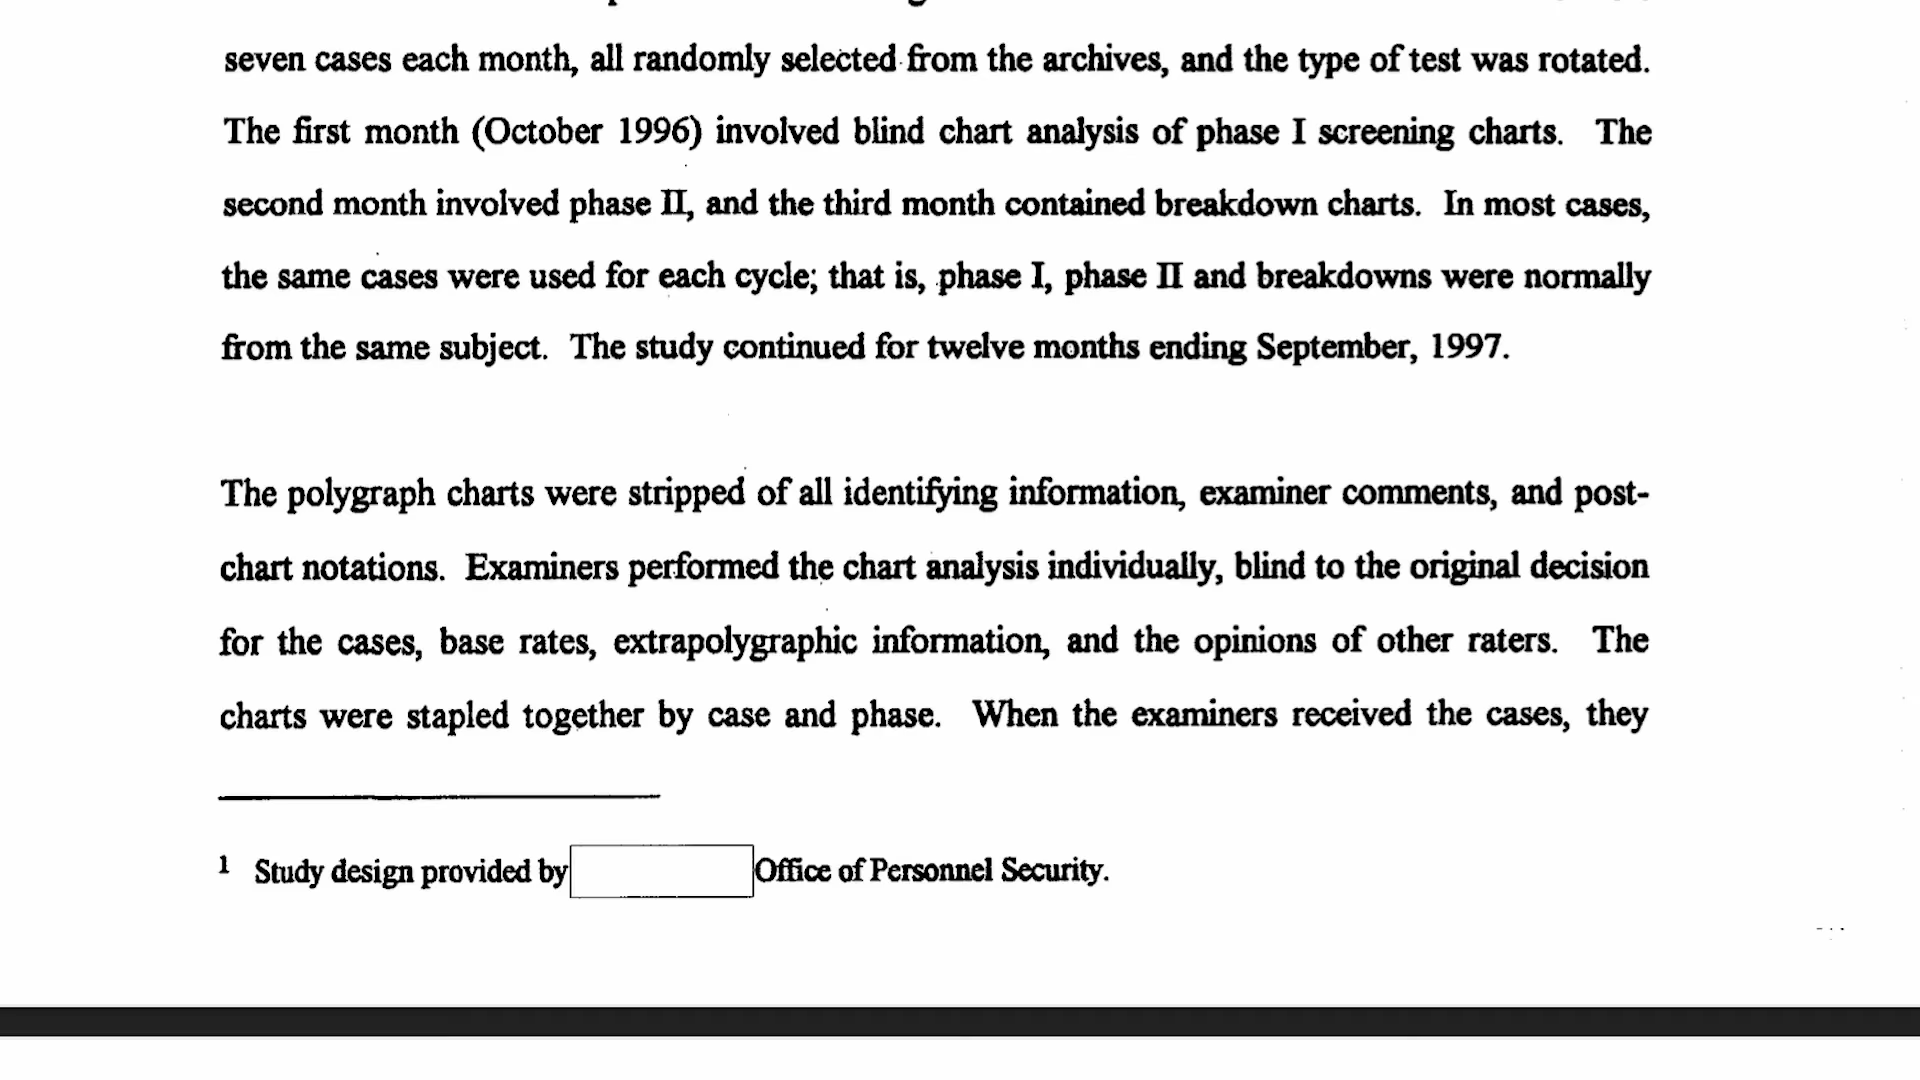 seven cases each month, all randomly selected from the archives, and the type of test was rotated.
The first month (October 1996) involved blind chart analysis of phase I screening charts. The
second month involved phase II, and the third month contained breakdown charts. In most cases,
the same cases were used for each cycle; that is, phase I, phase II and breakdowns were normally
from the same subject. The study continued for twelve months ending September, 1997.
The polygraph charts were stripped of all identifying information, examiner comments, and post-
chart notations. Examiners performed the chart analysis individually, blind to the original decision
for the cases, base rates, extrapolygraphic information, and the opinions of other raters. The
charts were stapled together by case and phase. When the examiners received the cases, they
1 Study design provided by Office of Personnel Security.